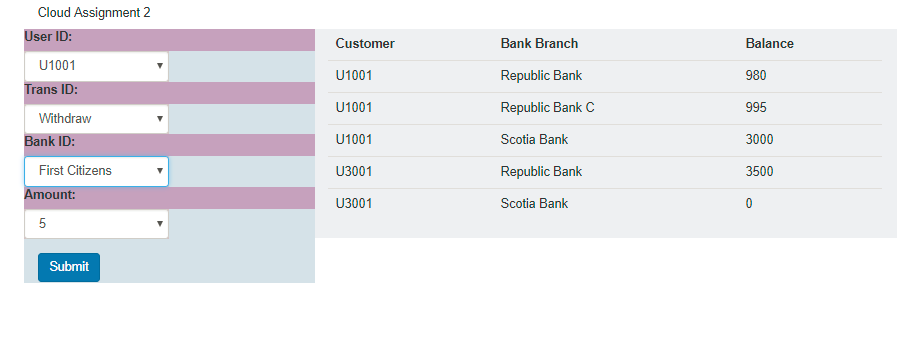 Cloud Assignment 2
User ID:
U1001
Trans ID:
Withdraw
Bank ID:
First Citizens
Amount:
5
Submit
Customer Bank Branch Balance
U1001 Republic Bank 980
U1001 Republic Bank C 995
U1001 Scotia Bank 3000
U3001 Republic Bank 3500
U3001 Scotia Bank 0